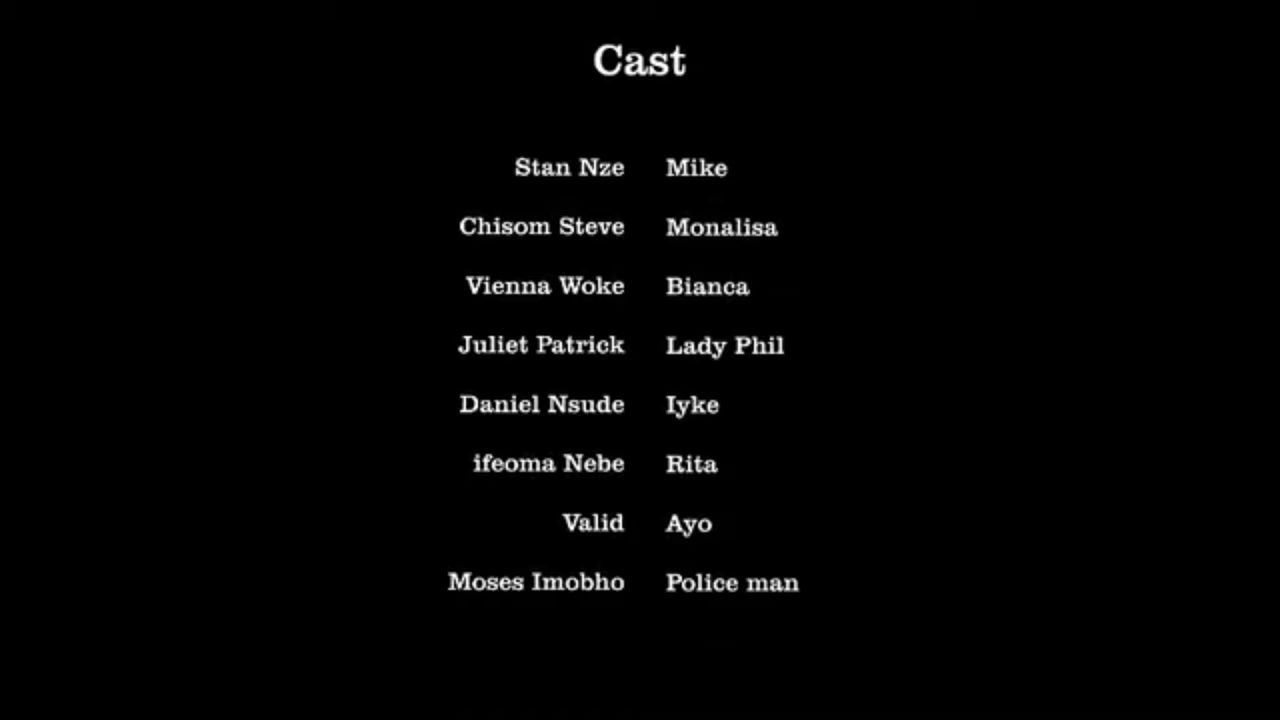 Cast
Stan Nze Mike
Chisom Steve Monalisa
Vienna Woke Bianca
Juliet Patrick Lady Phil
Daniel Nsude Iyke
ifeoma Nebe Rita
Valid Ayo
Moses Imobho Police man